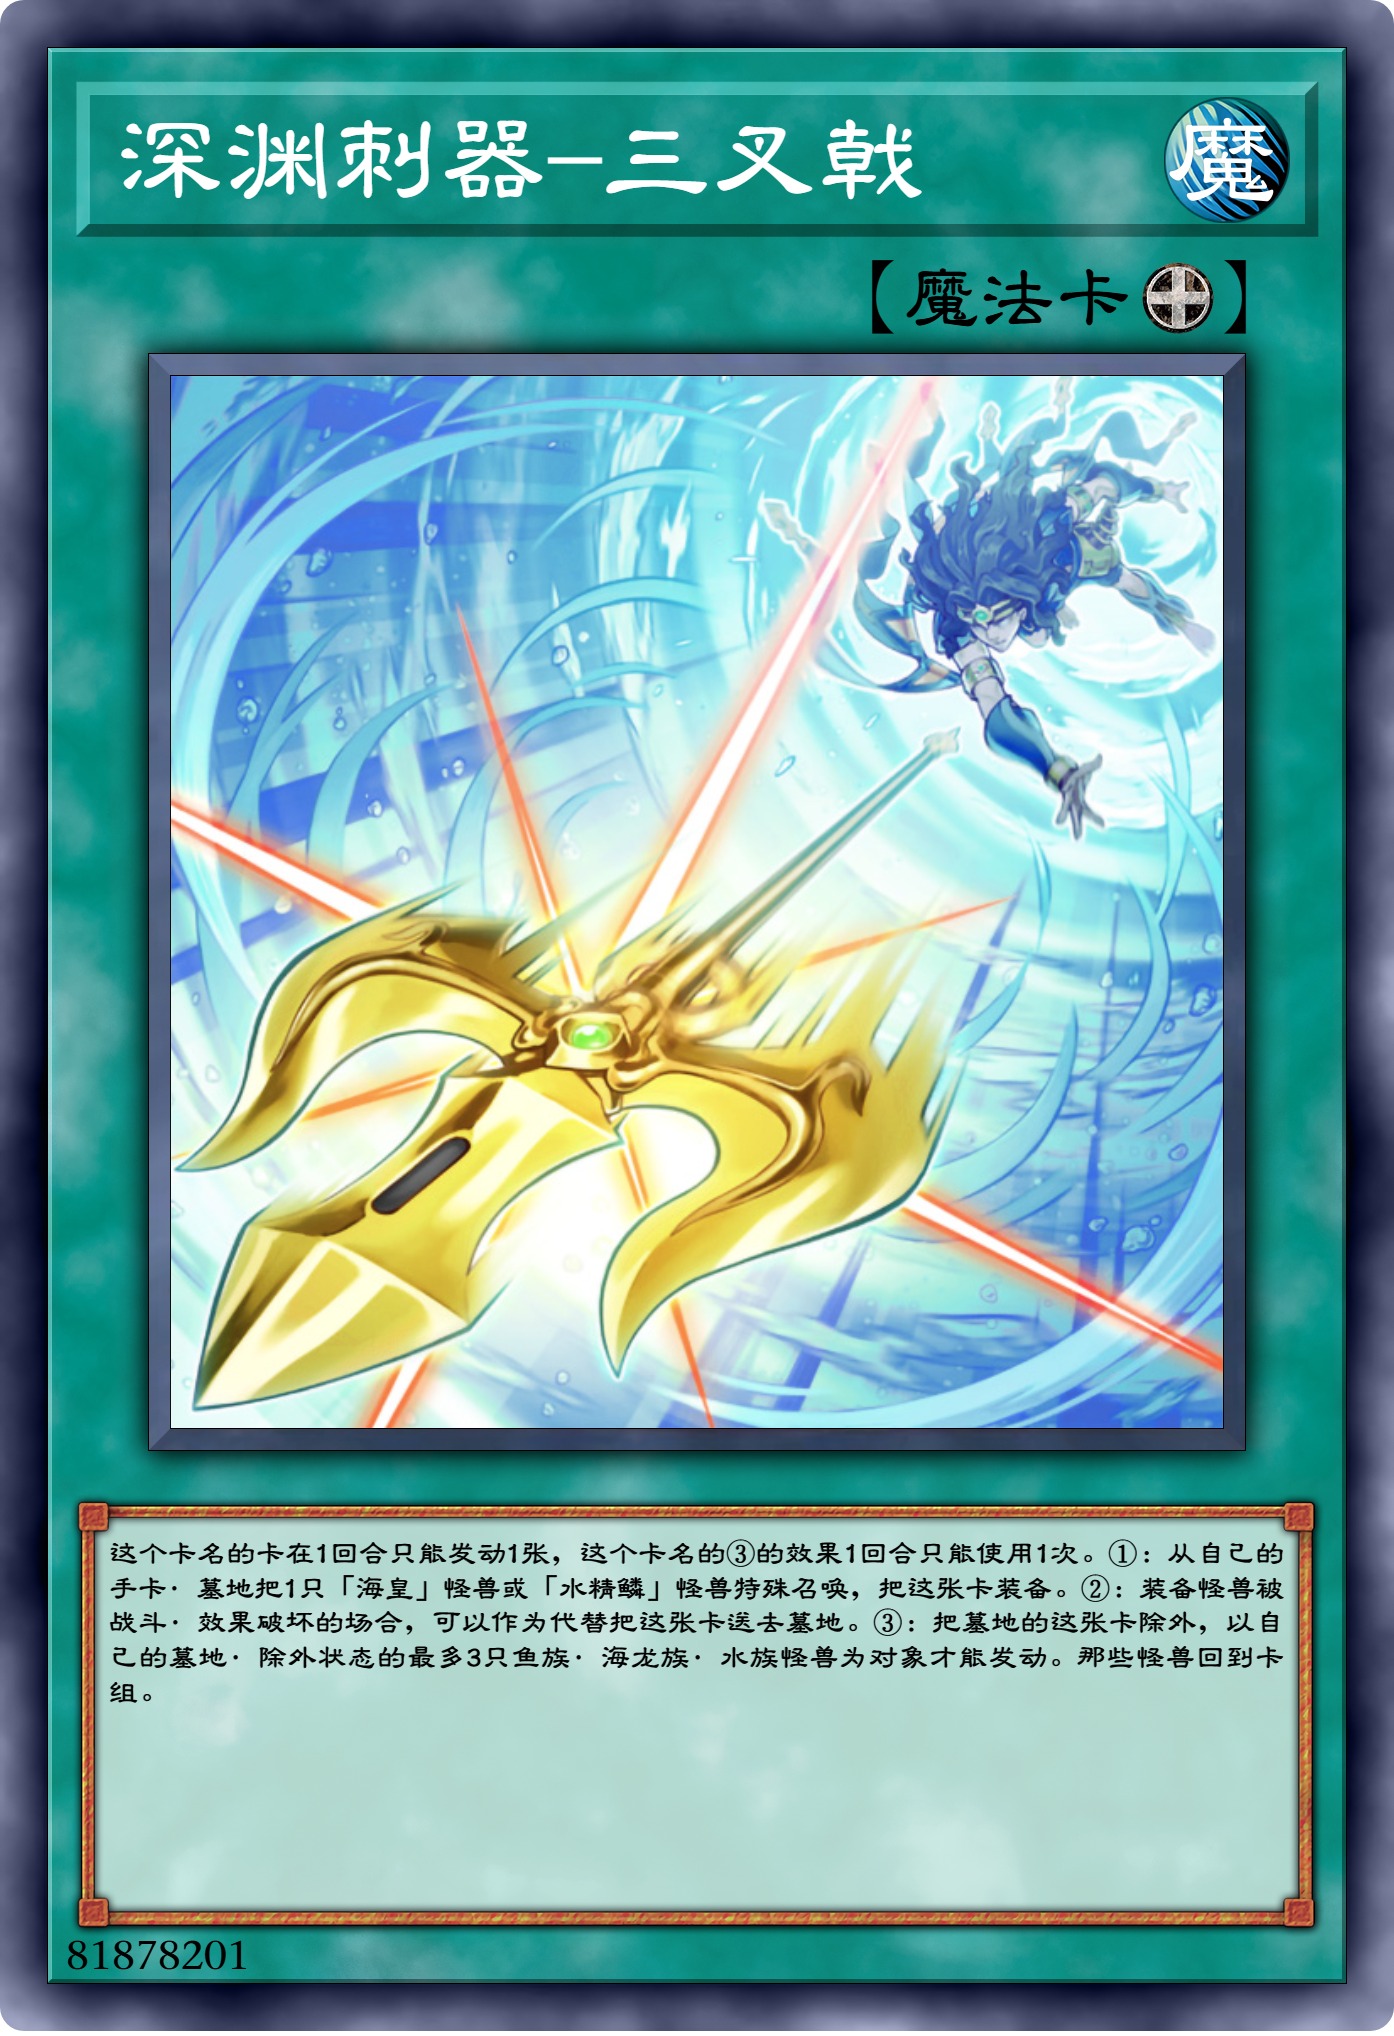 深渊刺器-三叉戟
魔
【魔法卡】
这个卡名的卡在1回合只能发动1张，这个卡名的③的效果1回合只能使用1次。①：从自己的
手卡·墓地把1只「海皇」怪兽或「水精鳞」怪兽特殊召唤，把这张卡装备。②：装备怪兽被
战斗·效果破坏的场合，可以作为代替把这张卡送去墓地。③：把墓地的这张卡除外，以自
己的墓地·除外状态的最多3只鱼族·海龙族·水族怪兽为对象才能发动。那些怪兽回到卡
组。
81878201